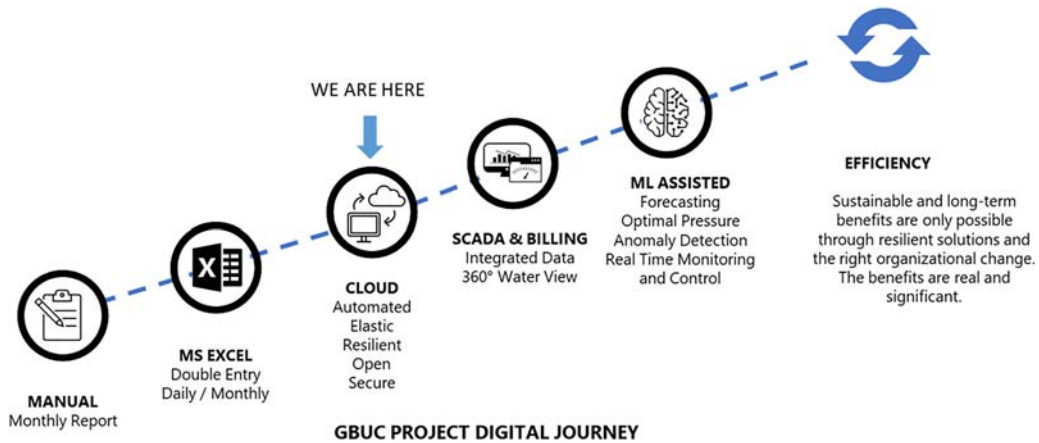 WE ARE HERE
MANUAL
Monthly Report
X
MS EXCEL
Double Entry
Daily / Monthly
CLOUD
Automated
Elastic
Resilient
Open
Secure
SCADA & BILLING
Integrated Data
360° Water View
ML ASSISTED
Forecasting
Optimal Pressure
Anomaly Detection
Real Time Monitoring
and Control
EFFICIENCY
Sustainable and long-term
benefits are only possible
through resilient solutions and
the right organizational change.
The benefits are real and
significant.
GBUC PROJECT DIGITAL JOURNEY